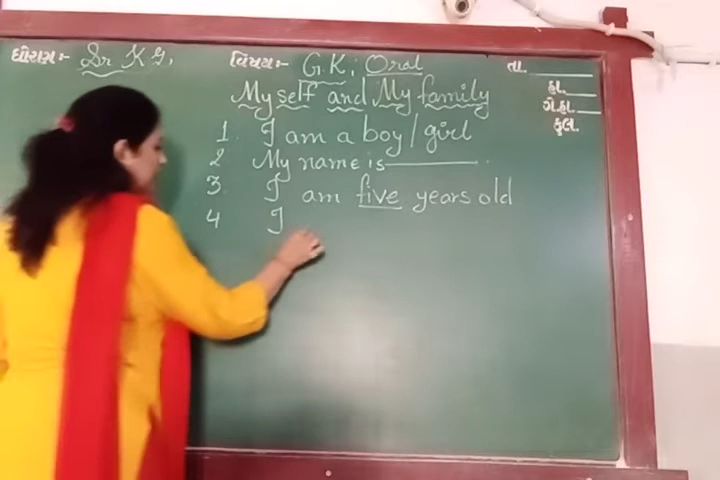 ધોરણ:- Sr K G.
વિષય:- G.K; Oral
તા.
હા.
ગે.હા.
કુલ.
My self and My family
1. I am a boy/girl
2 My name is ________.
3 I am five years old
4 I